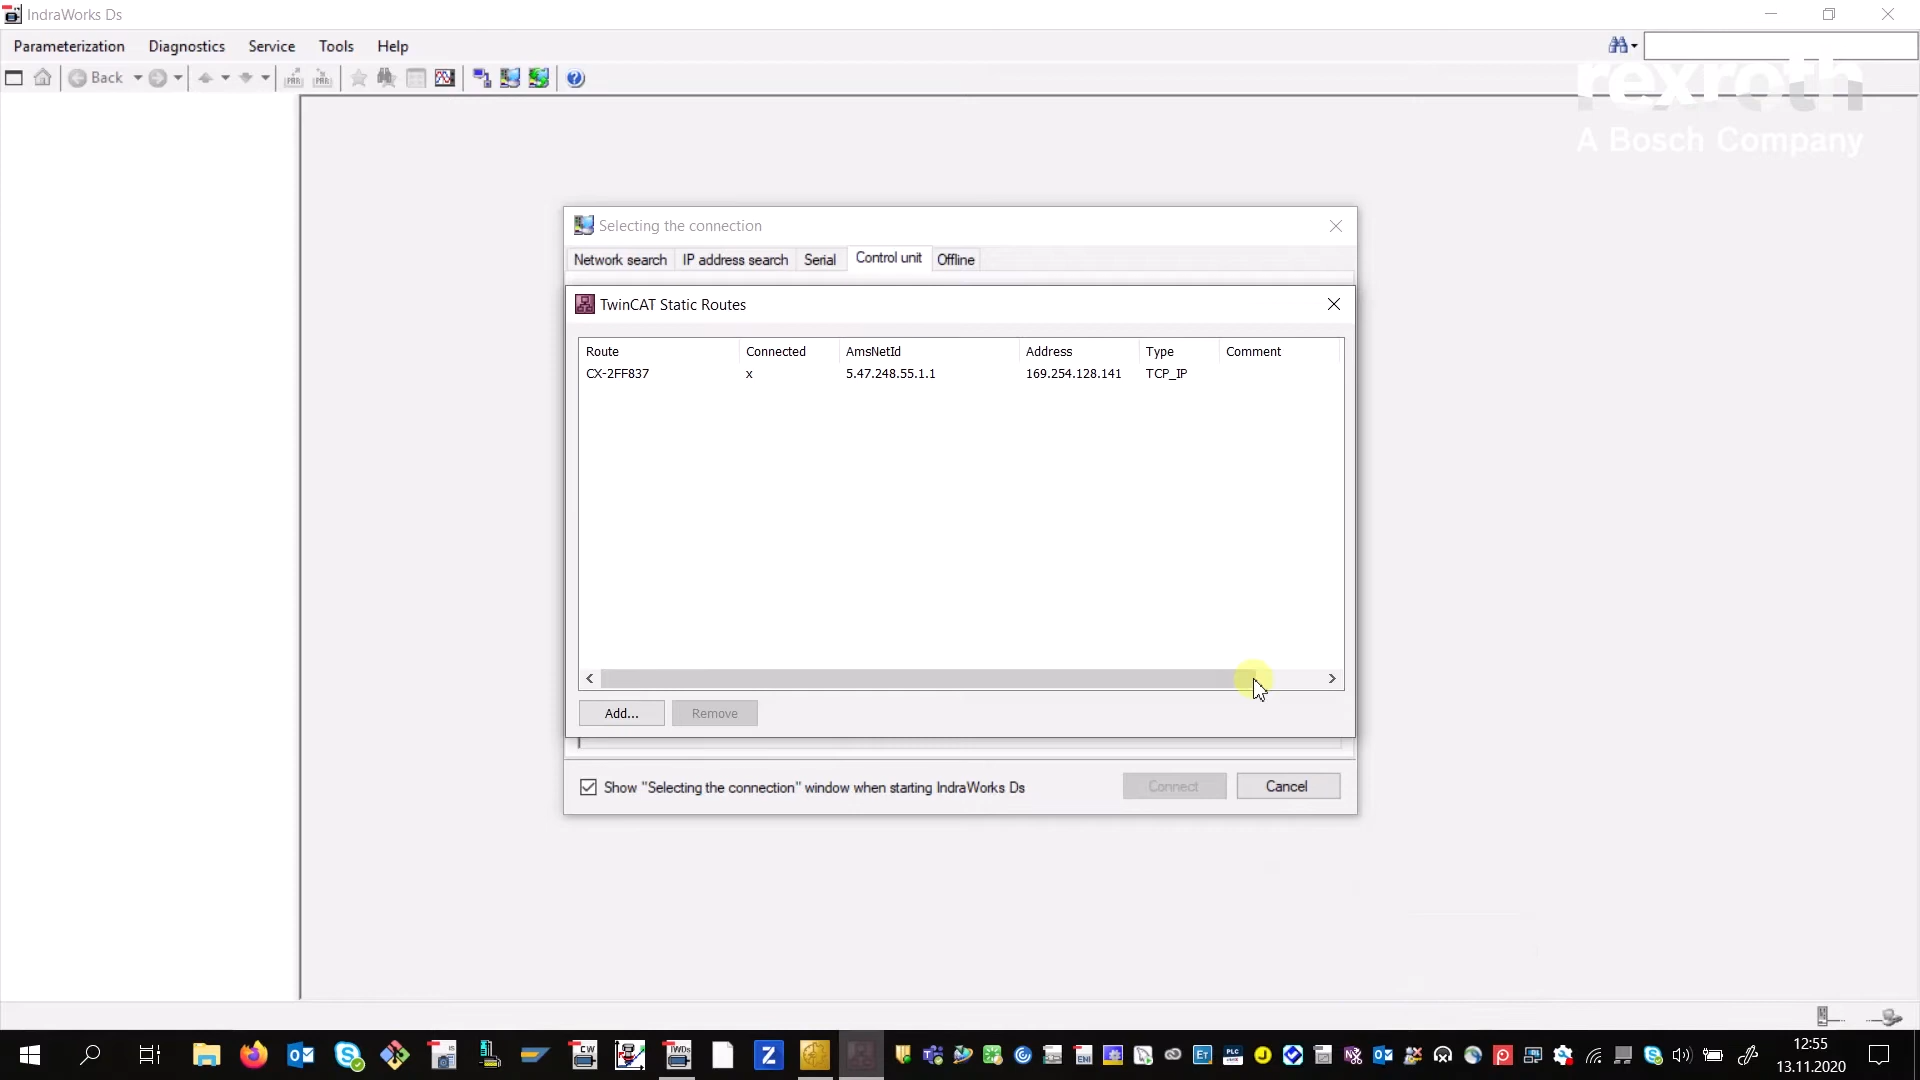 IndraWorks Ds
Parameterization Diagnostics Service Tools Help
Back
rexroth
A Bosch Company
Selecting the connection
Network search IP address search Serial Control unit Offline
TwinCAT Static Routes
Route Connected AmsNetId Address Type Comment
CX-2FF837 x 5.47.248.55.1.1 169.254.128.141 TCP_IP
Add... Remove
Show "Selecting the connection" window when starting IndraWorks Ds Connect Cancel
12:55
13.11.2020